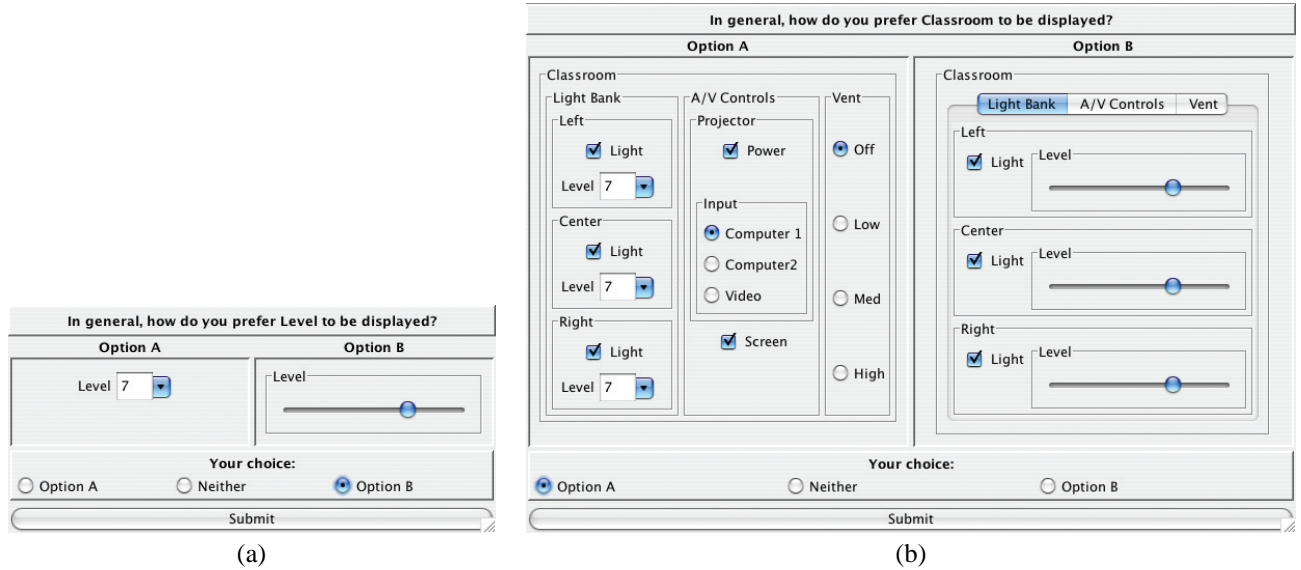 In general, how do you prefer Level to be displayed?
Option A Option B
Level 7
Level
Your choice:
Option A Neither Option B
Submit
(a)
In general, how do you prefer Classroom to be displayed?
Option A Option B
Classroom
Light Bank
Left
Light
Level 7
Center
Light
Level 7
Right
Light
Level 7
A/V Controls
Projector
Power
Input
Computer 1
Computer2
Video
Screen
Vent
Off
Low
Med
High
Classroom
Light Bank A/V Controls Vent
Left
Light Level
Center
Light Level
Right
Light Level
Your choice:
Option A Neither Option B
Submit
(b)